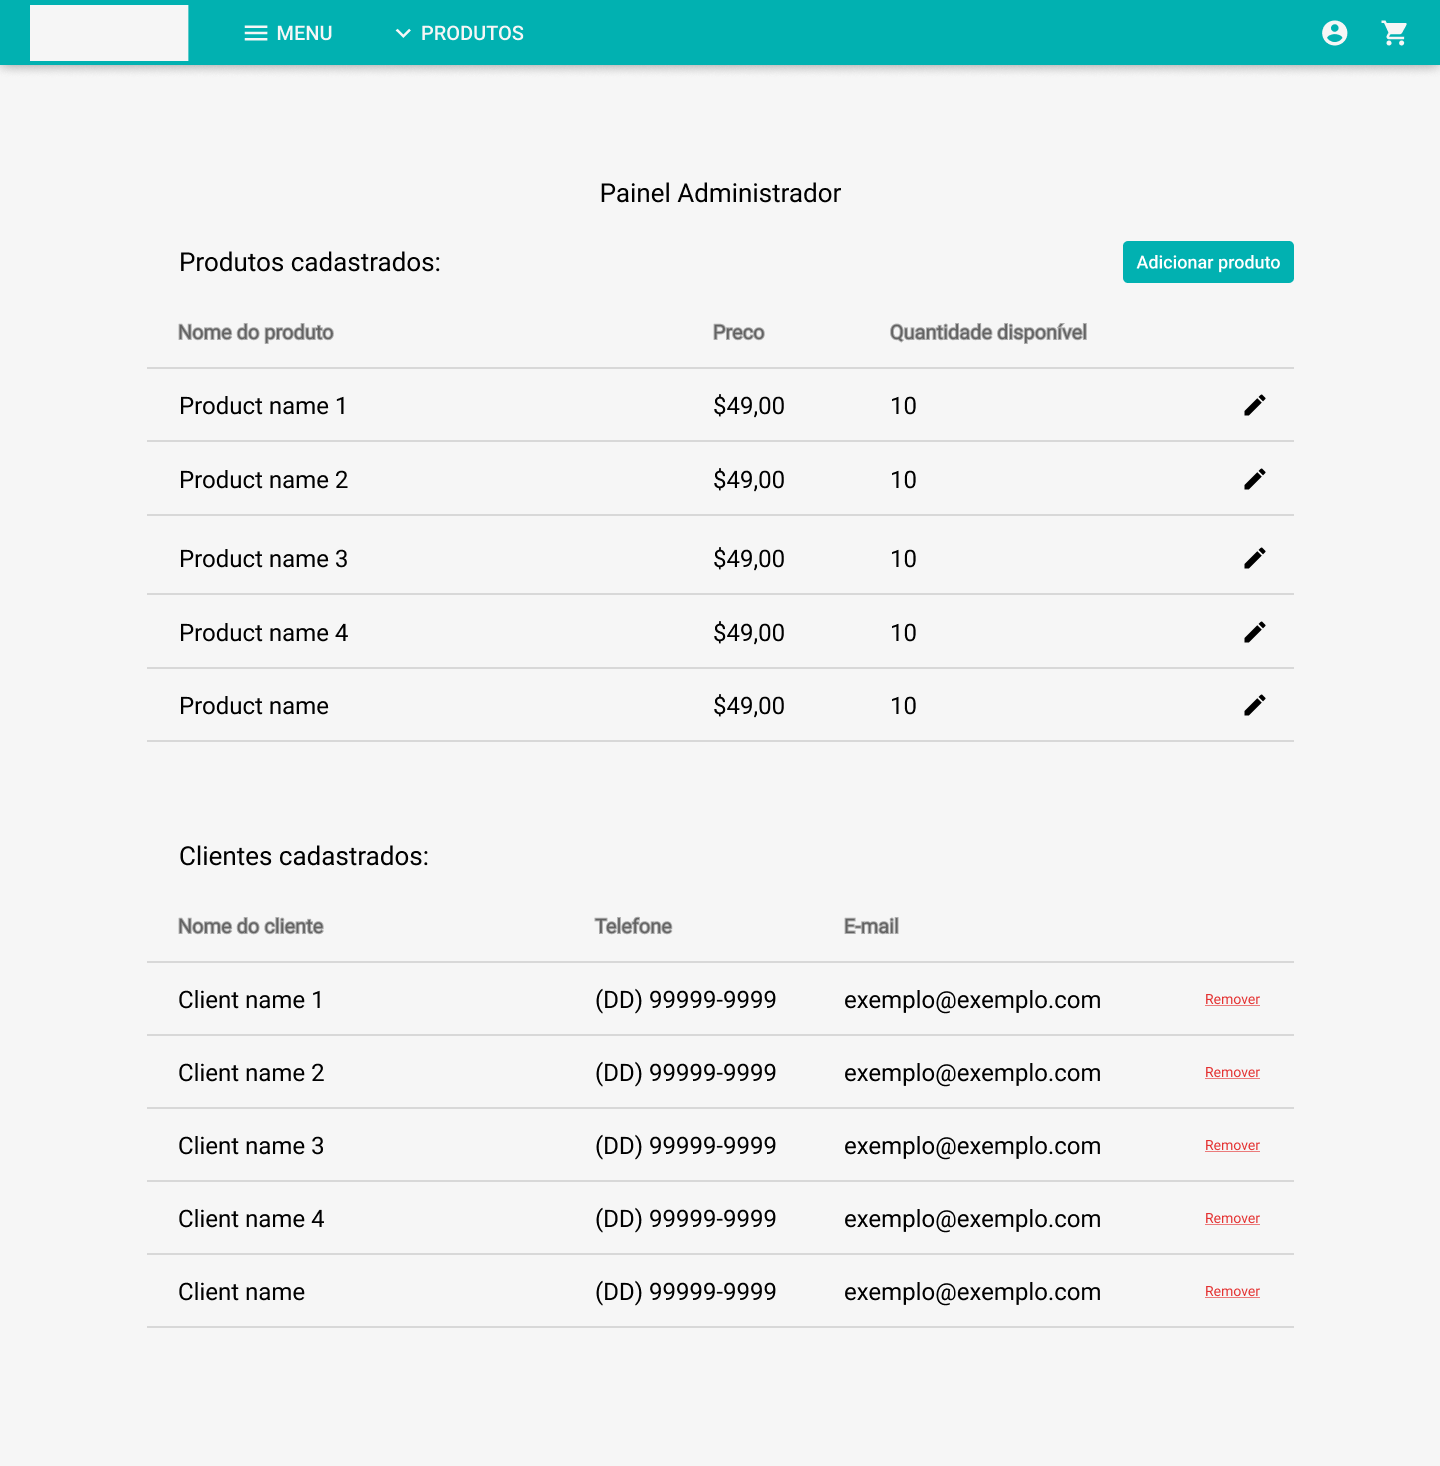 MENU PRODUTOS
Painel Administrador
Produtos cadastrados: Adicionar produto
Nome do produto Preco Quantidade disponível
Product name 1 $49,00 10
Product name 2 $49,00 10
Product name 3 $49,00 10
Product name 4 $49,00 10
Product name $49,00 10
Clientes cadastrados:
Nome do cliente Telefone E-mail
Client name 1 (DD) 99999-9999 exemplo@exemplo.com Remover
Client name 2 (DD) 99999-9999 exemplo@exemplo.com Remover
Client name 3 (DD) 99999-9999 exemplo@exemplo.com Remover
Client name 4 (DD) 99999-9999 exemplo@exemplo.com Remover
Client name (DD) 99999-9999 exemplo@exemplo.com Remover